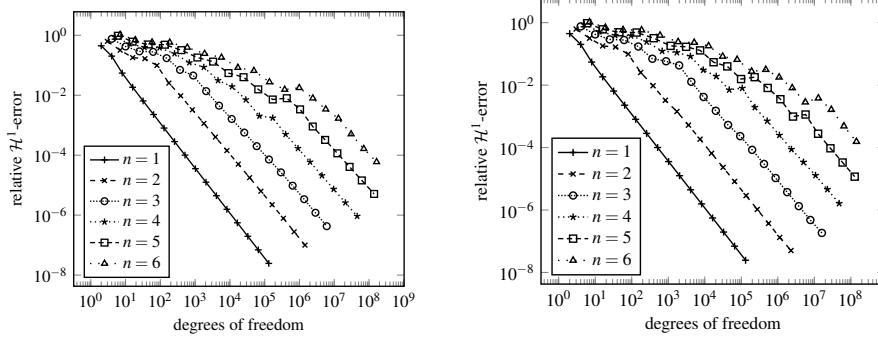 10^0
10^−2
10^−4
10^−6
10^−8
relative H^1-error
n = 1
n = 2
n = 3
n = 4
n = 5
n = 6
10^0 10^1 10^2 10^3 10^4 10^5 10^6 10^7 10^8 10^9
degrees of freedom
10^0
10^−2
10^−4
10^−6
10^−8
relative H^1-error
n = 1
n = 2
n = 3
n = 4
n = 5
n = 6
10^0 10^1 10^2 10^3 10^4 10^5 10^6 10^7 10^8
degrees of freedom